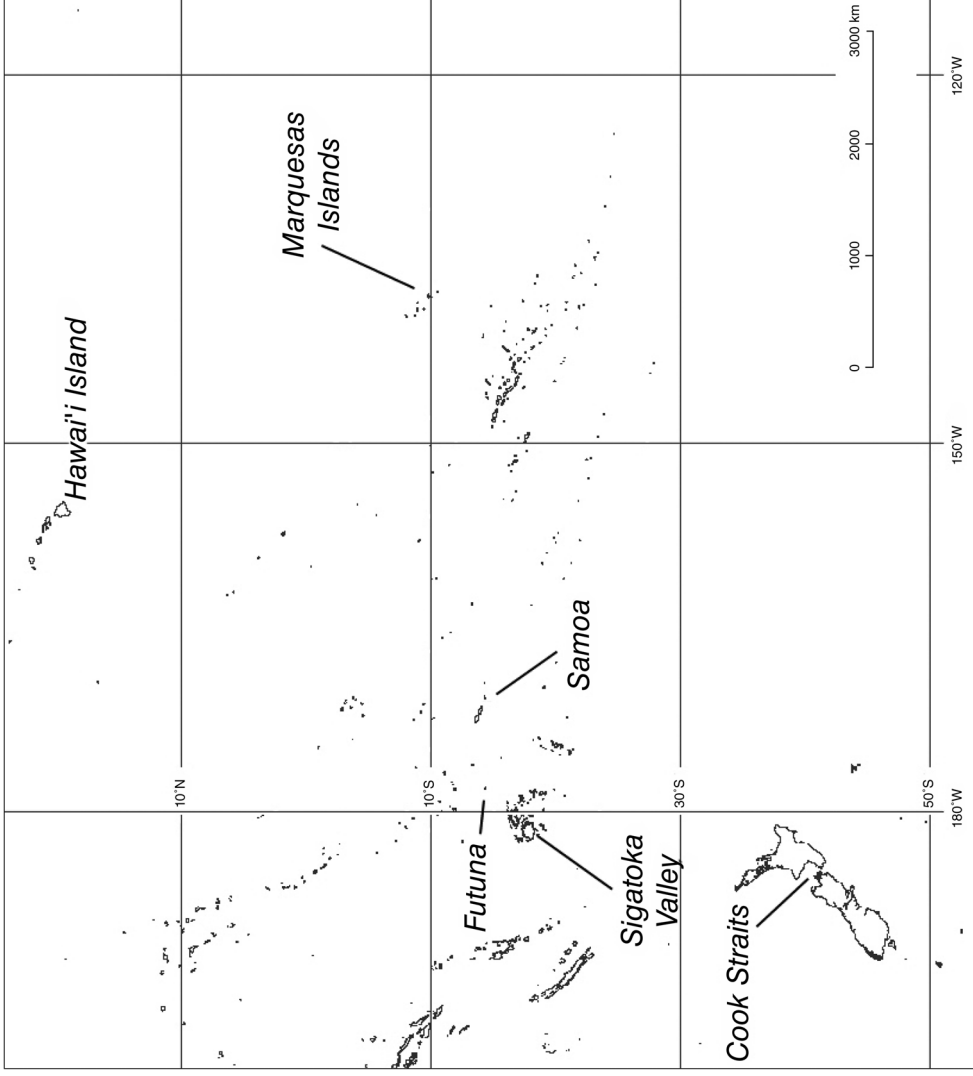 Hawai'i Island
Marquesas
Islands
Samoa
Futuna
Sigatoka
Valley
Cook Straits
10˚N
10˚S
30˚S
50˚S
180˚W
150˚W
120˚W
0
1000
2000
3000 km